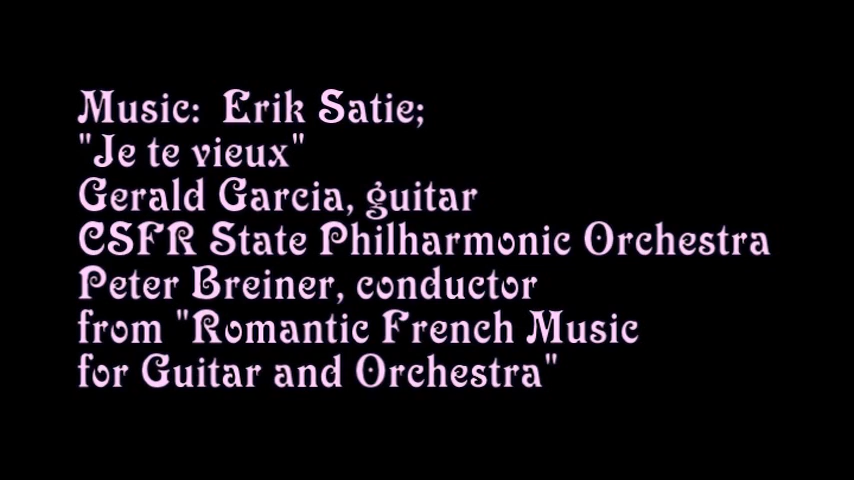 Music:  Erik Satie;
"Je te vieux"
Gerald Garcia, guitar
CSFR State Philharmonic Orchestra
Peter Breiner, conductor
from "Romantic French Music
for Guitar and Orchestra"